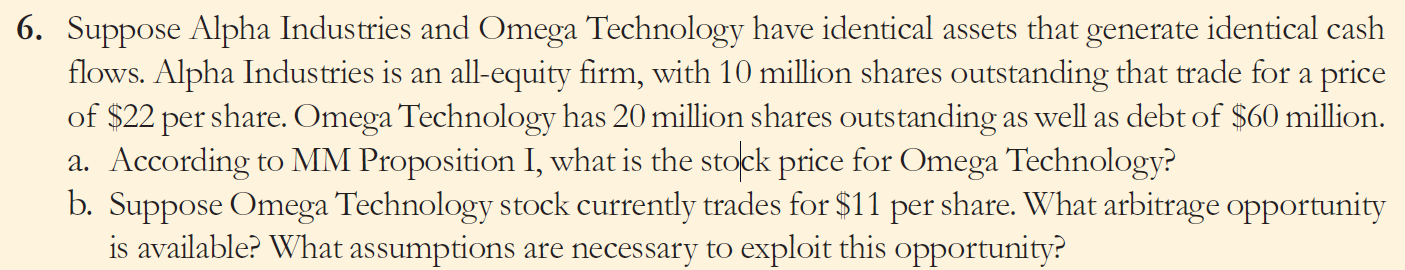 6. Suppose Alpha Industries and Omega Technology have identical assets that generate identical cash
flows. Alpha Industries is an all-equity firm, with 10 million shares outstanding that trade for a price
of $22 per share. Omega Technology has 20 million shares outstanding as well as debt of $60 million.
a. According to MM Proposition I, what is the stock price for Omega Technology?
b. Suppose Omega Technology stock currently trades for $11 per share. What arbitrage opportunity
is available? What assumptions are necessary to exploit this opportunity?